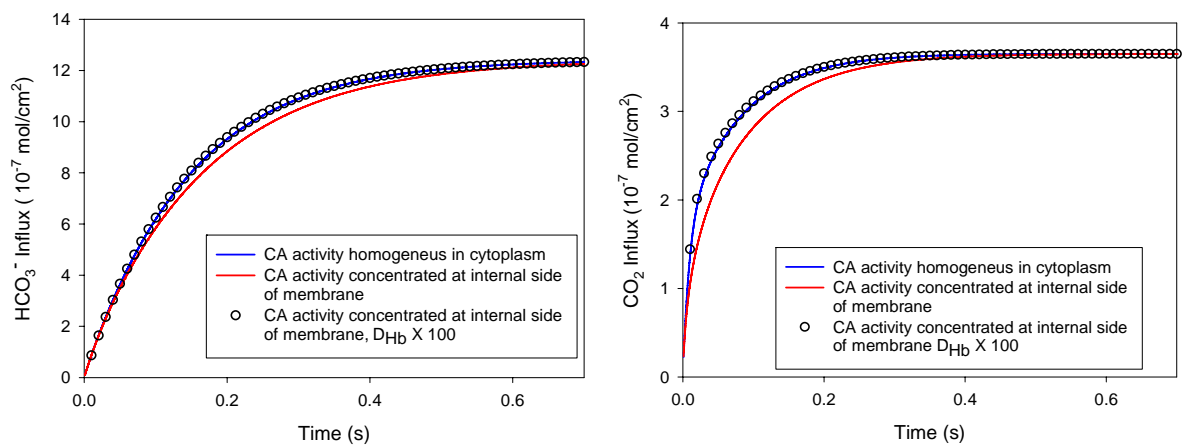 14
12
10
8
6
4
2
0
HCO3- Influx ( 10-7 mol/cm2)
CA activity homogeneus in cytoplasm
CA activity concentrated at internal side
of membrane
CA activity concentrated at internal side
of membrane, DHb X 100
0.0 0.2 0.4 0.6
Time (s)
4
3
2
1
0
CO2 Influx (10-7 mol/cm2)
CA activity homogeneus in cytoplasm
CA activity concentrated at internal side
of membrane
CA activity concentrated at internal side
of membrane DHb X 100
0.0 0.2 0.4 0.6
Time (s)